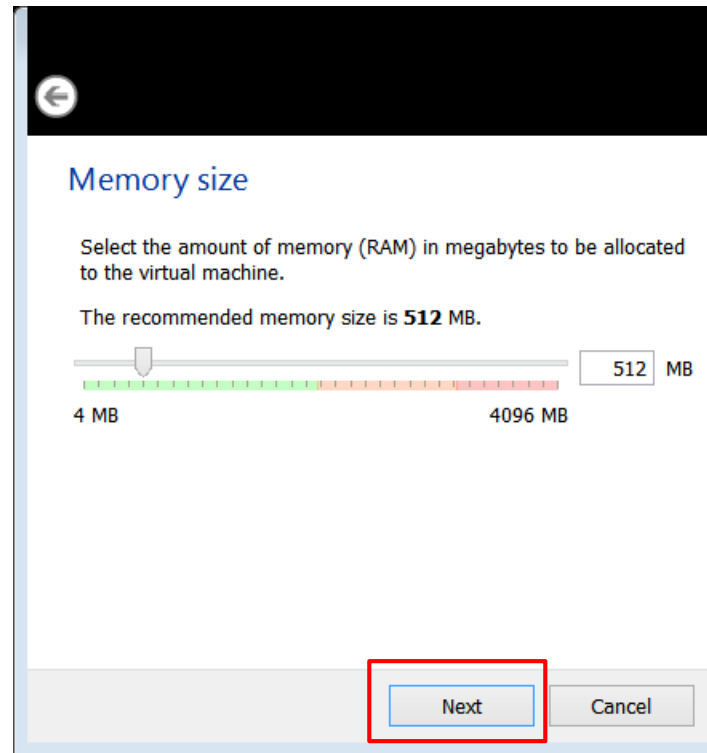 Memory size
Select the amount of memory (RAM) in megabytes to be allocated
to the virtual machine.
The recommended memory size is 512 MB.
512 MB
4 MB 4096 MB
Next Cancel